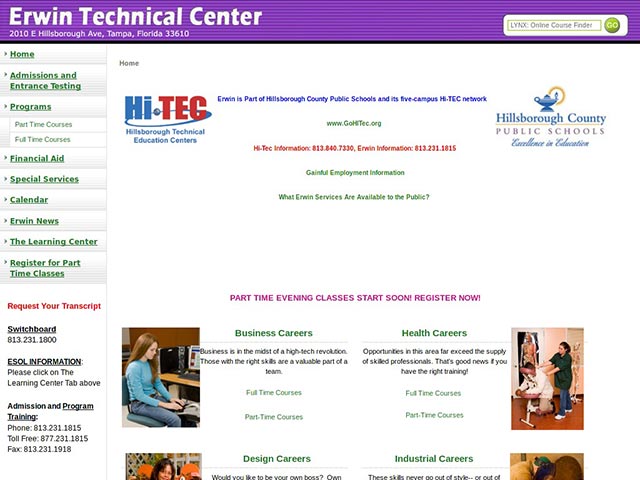 Erwin Technical Center
2010 E Hillsborough Ave, Tampa, Florida 33610
LYNX: Online Course Finder
GO
Home
Admissions and
Entrance Testing
Programs
Part Time Courses
Full Time Courses
Financial Aid
Special Services
Calendar
Erwin News
The Learning Center
Register for Part
Time Classes
Request Your Transcript
Switchboard
813.231.1800
ESOL INFORMATION:
Please click on The
Learning Center Tab above
Admission and Program
Training:
Phone: 813.231.1815
Toll Free: 877.231.1815
Fax: 813.231.1918
Home
Hi-TEC
Hillsborough Technical
Education Centers
Erwin is Part of Hillsborough County Public Schools and its five-campus Hi-TEC network
www.GoHiTec.org
Hi-Tec Information: 813.840.7330, Erwin Information: 813.231.1815
Gainful Employment Information
What Erwin Services Are Available to the Public?
Hillsborough County
PUBLIC SCHOOLS
Excellence in Education
PART TIME EVENING CLASSES START SOON! REGISTER NOW!
Business Careers
Business is in the midst of a high-tech revolution.
Those with the right skills are a valuable part of a
team.
Full Time Courses
Part-Time Courses
Health Careers
Opportunities in this area far exceed the supply
of skilled professionals. That's good news if you
have the right training!
Full Time Courses
Part-Time Courses
Design Careers
Would you like to be your own boss? Own
Industrial Careers
These skills never go out of style-- or out of